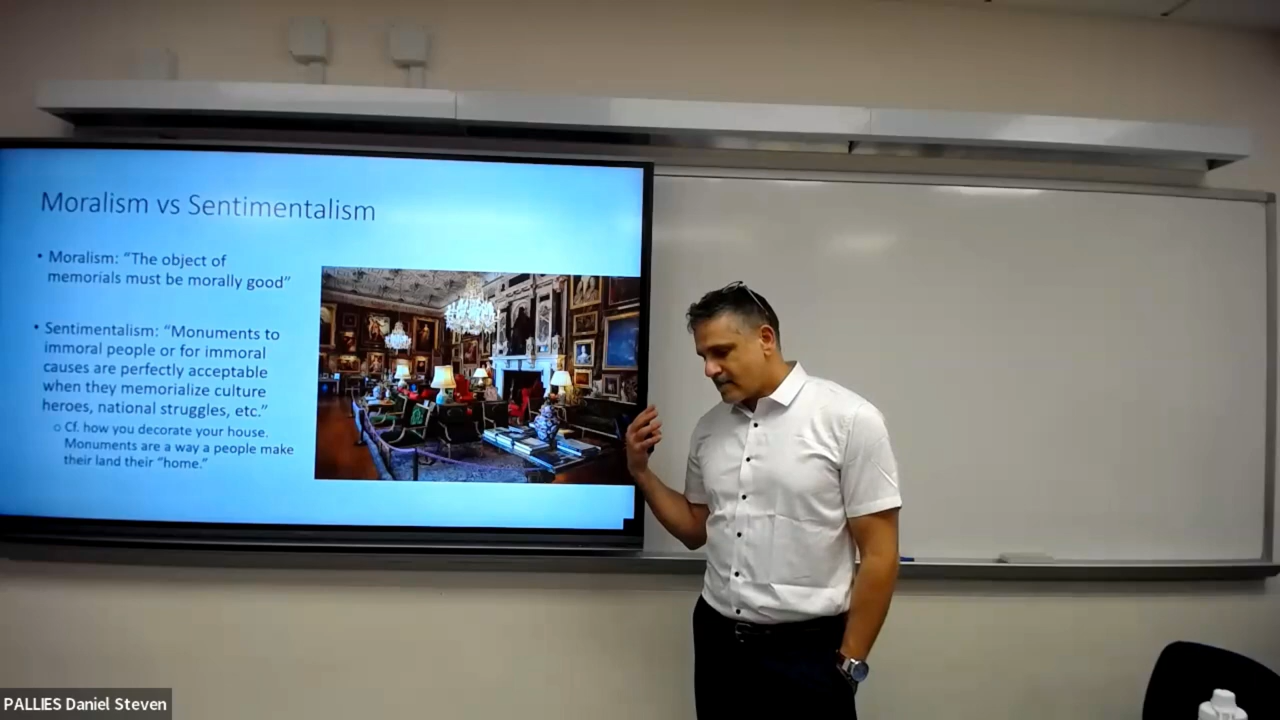 Moralism vs Sentimentalism
• Moralism: “The object of
memorials must be morally good”
• Sentimentalism: “Monuments to
immoral people or for immoral
causes are perfectly acceptable
when they memorialize culture
heroes, national struggles, etc.”
o Cf. how you decorate your house.
Monuments are a way a people make
their land their “home.”
PALLIES Daniel Steven